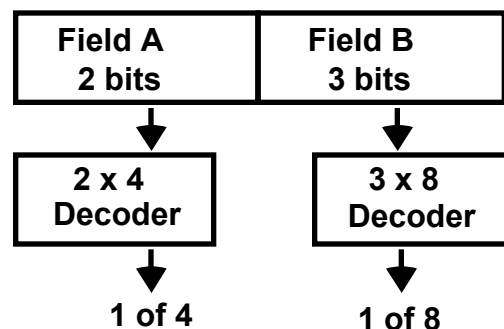 Field A
2 bits
Field B
3 bits
2 x 4
Decoder
3 x 8
Decoder
1 of 4
1 of 8